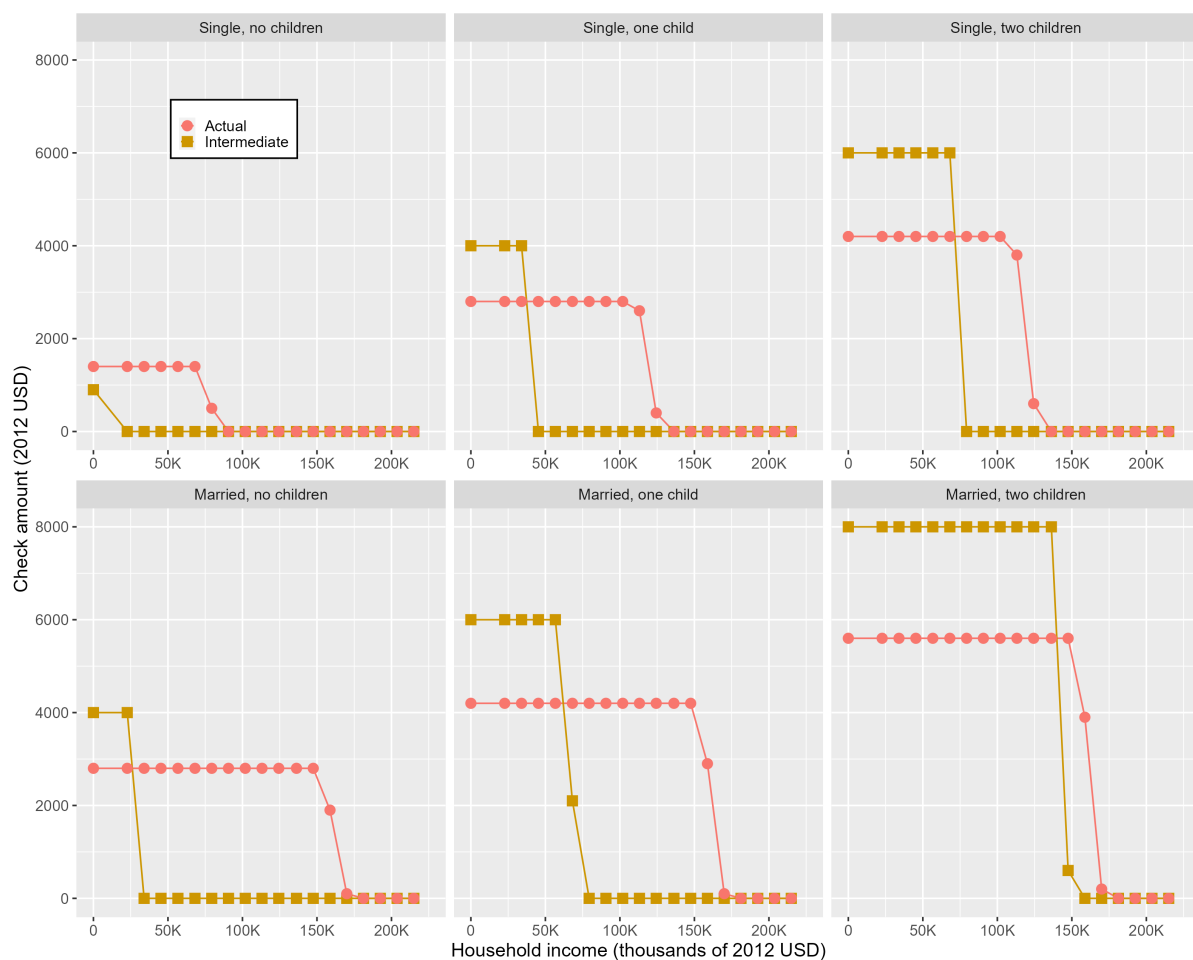 Single, no children
Single, one child
Single, two children
8000
6000
4000
2000
0
Actual
Intermediate
0 50K 100K 150K 200K
0 50K 100K 150K 200K
0 50K 100K 150K 200K
Check amount (2012 USD)
Married, no children
Married, one child
Married, two children
8000
6000
4000
2000
0
0 50K 100K 150K 200K
0 50K 100K 150K 200K
0 50K 100K 150K 200K
Household income (thousands of 2012 USD)